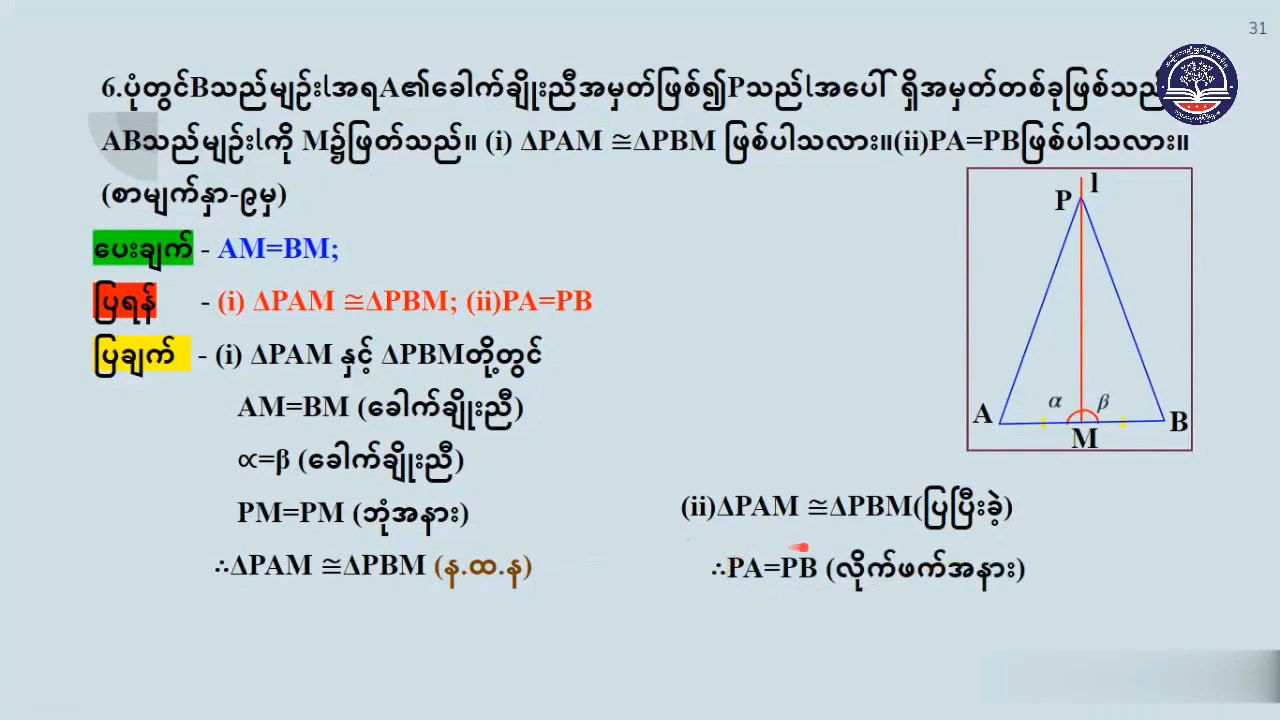 31
6.ပုံတွင်Bသည်မျဉ်းlအရA၏ခေါက်ချိုးညီအမှတ်ဖြစ်၍Pသည်lအပေါ် ရှိအမှတ်တစ်ခုဖြစ်သည်
ABသည်မျဉ်းlကို M၌ဖြတ်သည်။ (i) ΔPAM ≅ΔPBM ဖြစ်ပါသလား။(ii)PA=PBဖြစ်ပါသလား။
(စာမျက်နှာ-၉မှ)
ပေးချက် - AM=BM;
ပြရန် - (i) ΔPAM ≅ΔPBM; (ii)PA=PB
ပြချက် - (i) ΔPAM နှင့် ΔPBMတို့တွင်
AM=BM (ခေါက်ချိုးညီ)
∝=β (ခေါက်ချိုးညီ)
PM=PM (ဘုံအနား)
∴ΔPAM ≅ΔPBM (န.ထ.န)
(ii)ΔPAM ≅ΔPBM(ပြပြီးခဲ့)
∴PA=PB (လိုက်ဖက်အနား)
P l
α β
A M B